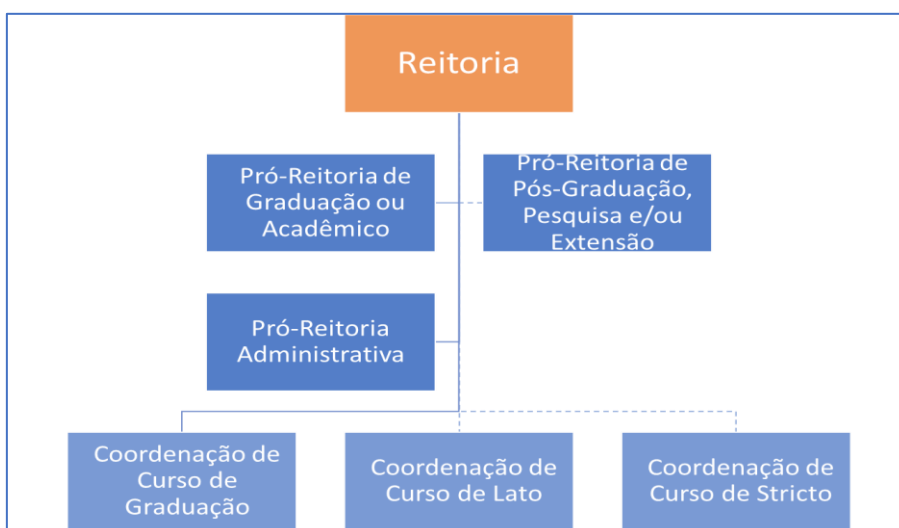 Reitoria
Pró-Reitoria de
Graduação ou
Acadêmico
Pró-Reitoria de
Pós-Graduação,
Pesquisa e/ou
Extensão
Pró-Reitoria
Administrativa
Coordenação de
Curso de
Graduação
Coordenação de
Curso de Lato
Coordenação de
Curso de Stricto